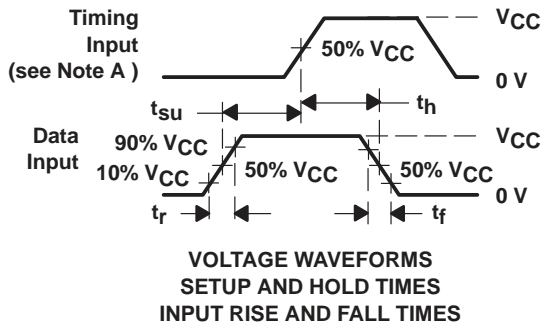 Timing
Input
(see Note A )
VCC
50% VCC
0 V
tsu
th
Data
Input
90% VCC
10% VCC
50% VCC
VCC
50% VCC
0 V
tr
tf
VOLTAGE WAVEFORMS
SETUP AND HOLD TIMES
INPUT RISE AND FALL TIMES